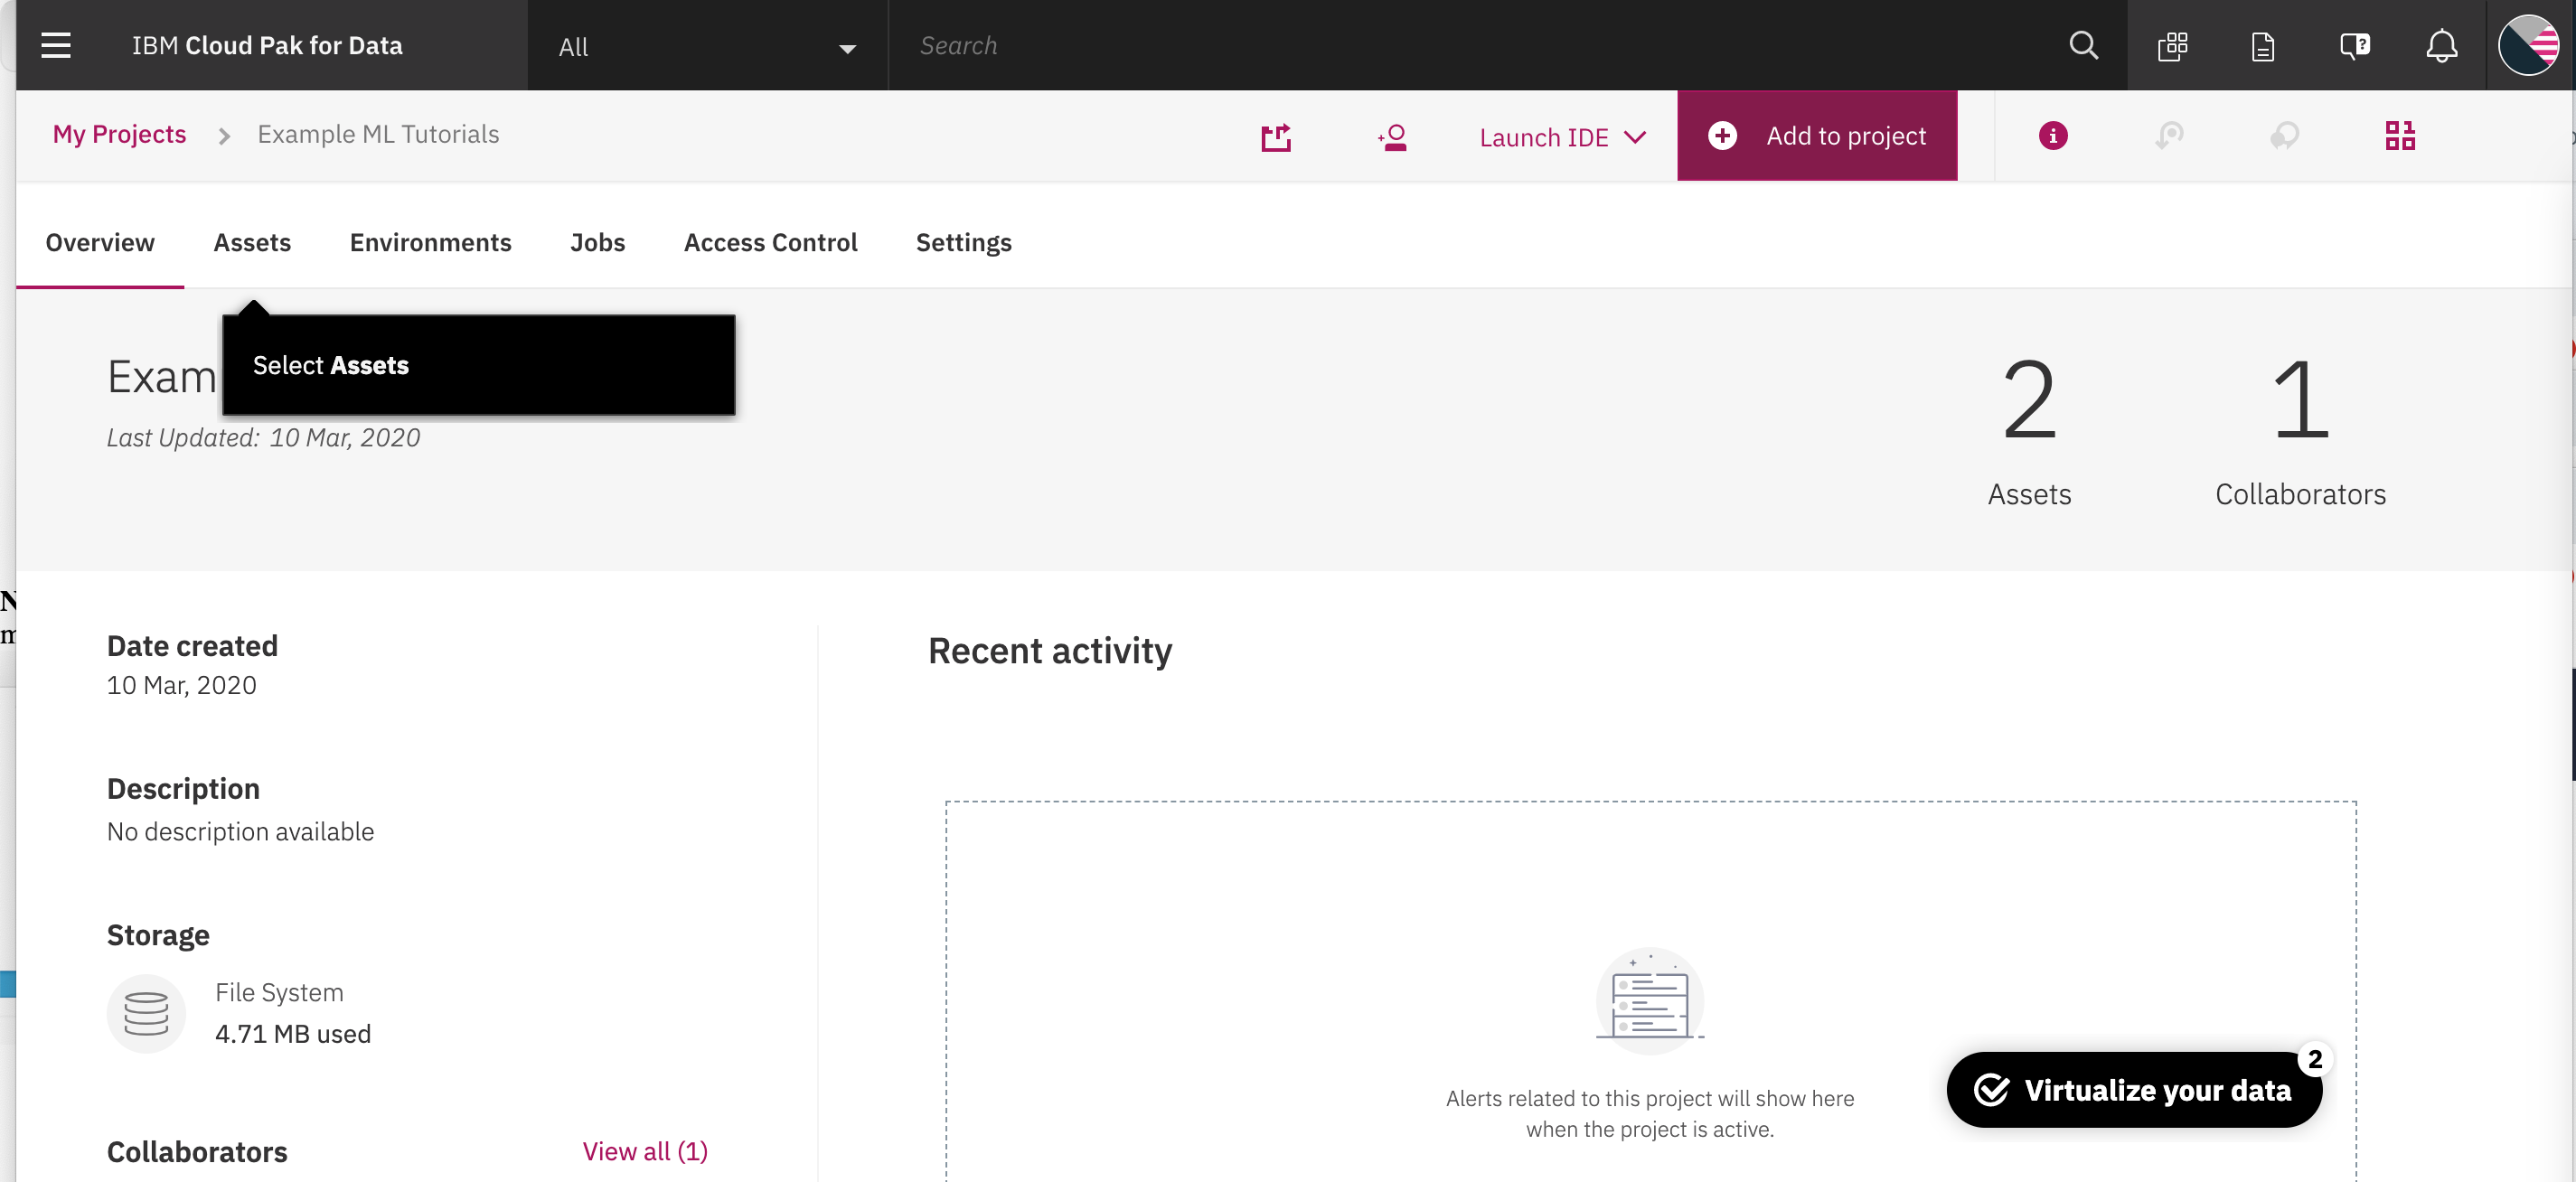 IBM Cloud Pak for Data
All
Search
My Projects
Example ML Tutorials
Launch IDE
Add to project
Overview
Assets
Environments
Jobs
Access Control
Settings
Select Assets
Exam
Last Updated: 10 Mar, 2020
2
Assets
1
Collaborators
N
m
Date created
10 Mar, 2020
Description
No description available
Storage
File System
4.71 MB used
Collaborators
View all (1)
Recent activity
Alerts related to this project will show here
when the project is active.
Virtualize your data
2